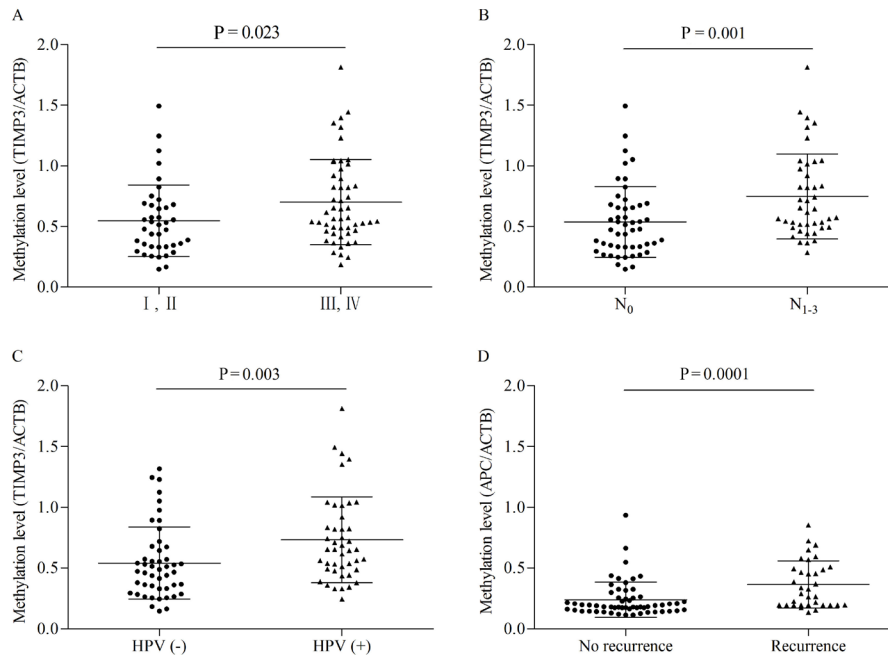 A
P = 0.023
Methylation level (TIMP3/ACTB)
2.0
1.5
1.0
0.5
0.0
Ⅰ, Ⅱ
III, IV
B
P = 0.001
Methylation level (TIMP3/ACTB)
2.0
1.5
1.0
0.5
0.0
N0
N1-3
C
P = 0.003
Methylation level (TIMP3/ACTB)
2.0
1.5
1.0
0.5
0.0
HPV (-)
HPV (+)
D
P = 0.0001
Methylation level (APC/ACTB)
2.0
1.5
1.0
0.5
0.0
No recurrence
Recurrence